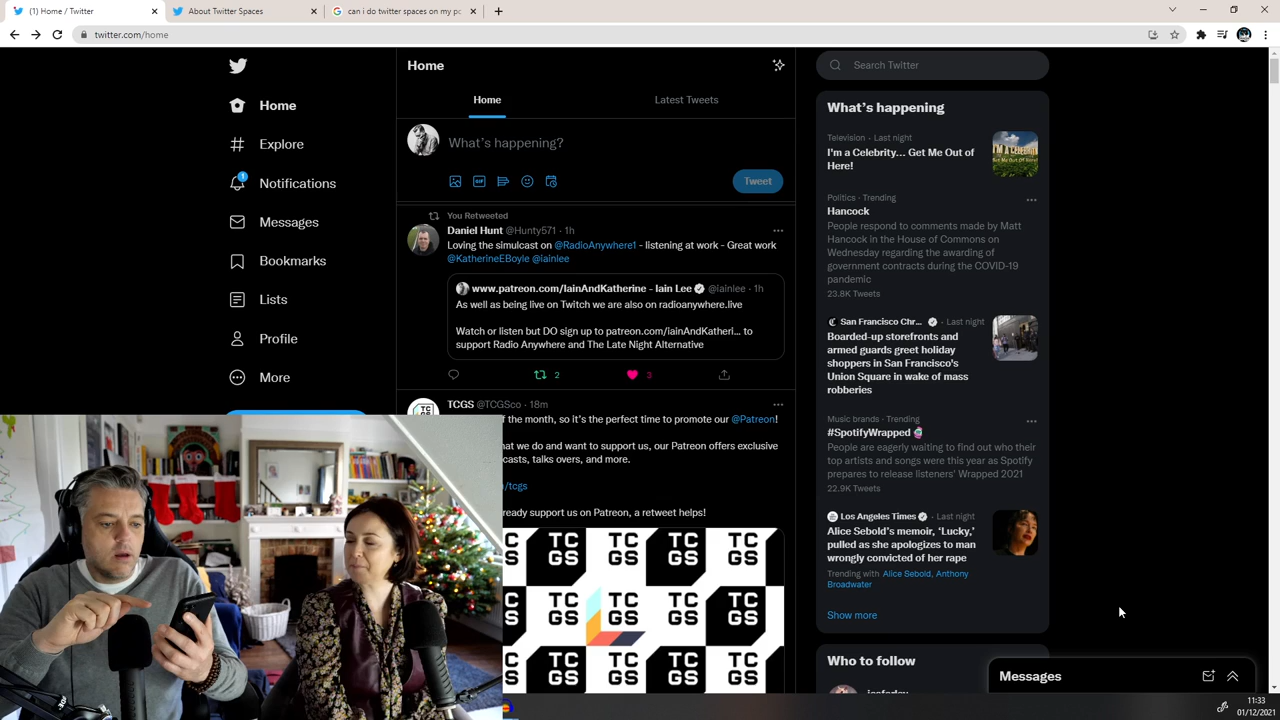 (1) Home / Twitter
About Twitter Spaces
can i do twitter spaces on my pc
twitter.com/home
Home
Explore
1
Notifications
Messages
Bookmarks
Lists
Profile
More
Home
Home
Latest Tweets
What's happening?
GIF
Tweet
You Retweeted
Daniel Hunt @Hunty571 · 1h
Loving the simulcast on @RadioAnywhere1 - listening at work - Great work
@KatherineEBoyle @iainlee
www.patreon.com/IainAndKatherine - Iain Lee @iainlee · 1h
As well as being live on Twitch we are also on radioanywhere.live
Watch or listen but DO sign up to patreon.com/iainAndKatheri... to
support Radio Anywhere and The Late Night Alternative
2
3
TCGS @TCGSco · 18m
of the month, so it's the perfect time to promote our @Patreon!
hat we do and want to support us, our Patreon offers exclusive
casts, talks overs, and more.
/tcgs
ready support us on Patreon, a retweet helps!
TC GS
Search Twitter
What's happening
Television · Last night
I'm a Celebrity... Get Me Out of
Here!
I'M A CELEBRITY
GET ME OUT OF HERE!
Politics · Trending
Hancock
People respond to comments made by Matt
Hancock in the House of Commons on
Wednesday regarding the awarding of
government contracts during the COVID-19
pandemic
23.8K Tweets
San Francisco Chr... · Last night
Boarded-up storefronts and
armed guards greet holiday
shoppers in San Francisco's
Union Square in wake of mass
robberies
Music brands · Trending
#SpotifyWrapped
People are eagerly waiting to find out who their
top artists and songs were this year as Spotify
prepares to release listeners' Wrapped 2021
22.9K Tweets
Los Angeles Times · Last night
Alice Sebold's memoir, 'Lucky,'
pulled as she apologizes to man
wrongly convicted of her rape
Trending with Alice Sebold, Anthony
Broadwater
Show more
Who to follow
Messages
11:33
01/12/2021